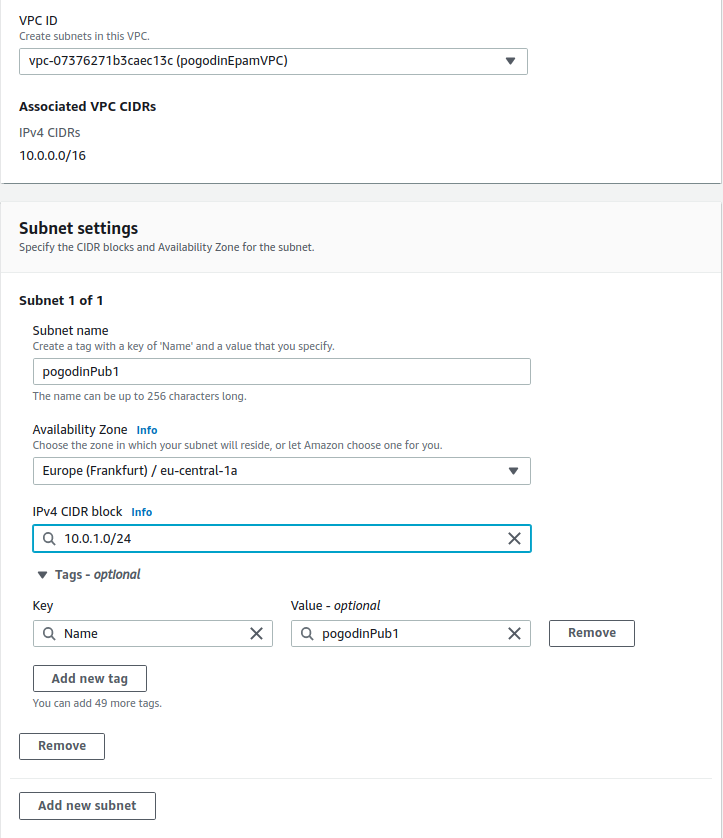 VPC ID
Create subnets in this VPC.
vpc-07376271b3caec13c (pogodinEpamVPC)
Associated VPC CIDRs
IPv4 CIDRs
10.0.0.0/16
Subnet settings
Specify the CIDR blocks and Availability Zone for the subnet.
Subnet 1 of 1
Subnet name
Create a tag with a key of 'Name' and a value that you specify.
pogodinPub1
The name can be up to 256 characters long.
Availability Zone Info
Choose the zone in which your subnet will reside, or let Amazon choose one for you.
Europe (Frankfurt) / eu-central-1a
IPv4 CIDR block Info
10.0.1.0/24
Tags - optional
Key Value - optional
Name pogodinPub1 Remove
Add new tag
You can add 49 more tags.
Remove
Add new subnet